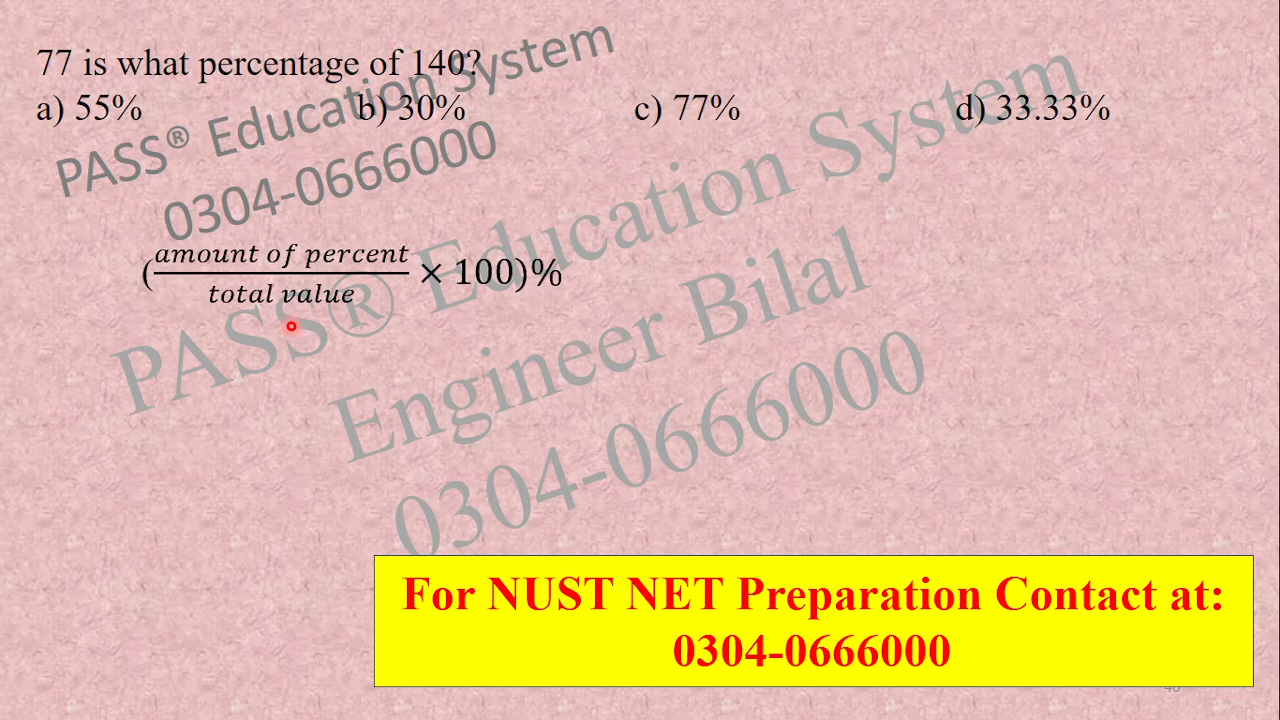 77 is what percentage of 140?
a) 55% b) 30% c) 77% d) 33.33%
PASS® Education System
0304-0666000
(amount of percent / total value × 100)%
PASS® Education System
Engineer Bilal
0304-0666000
For NUST NET Preparation Contact at:
0304-0666000